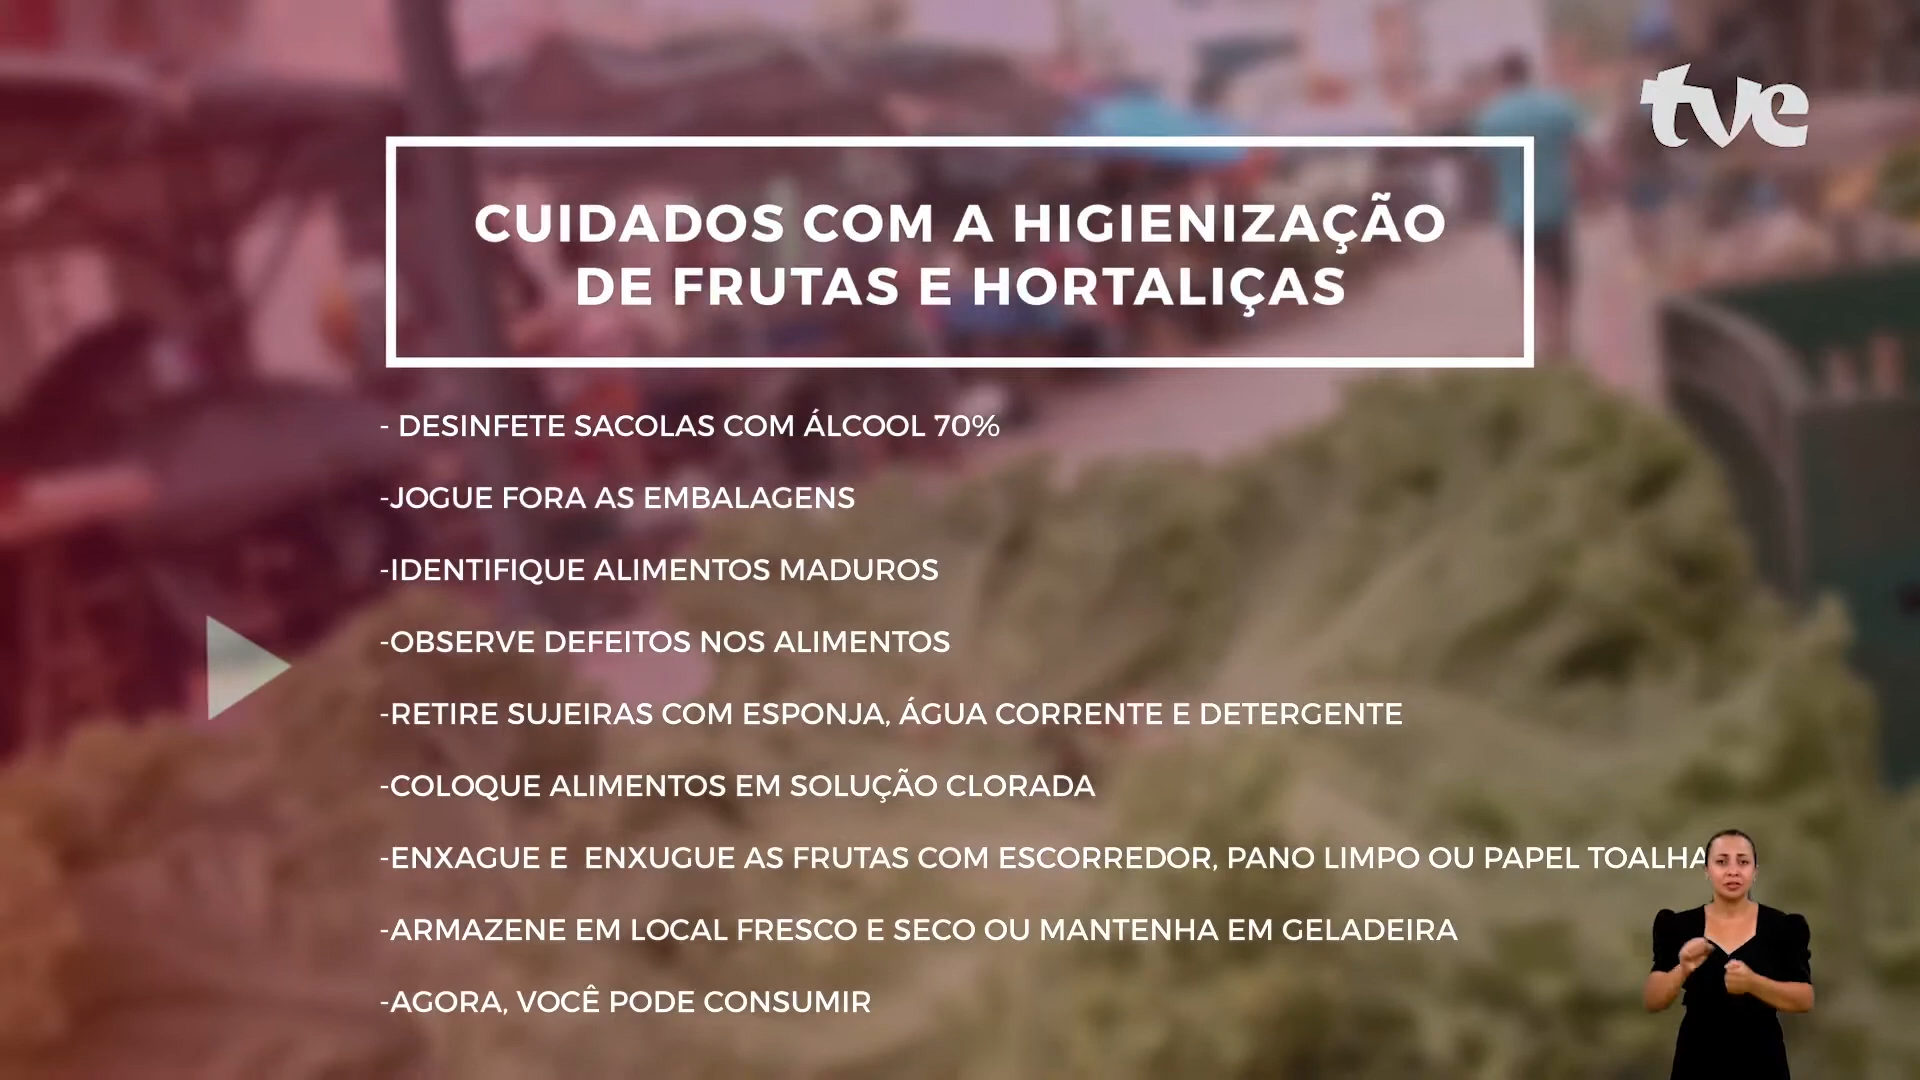 tve
CUIDADOS COM A HIGIENIZAÇÃO
DE FRUTAS E HORTALIÇAS
- DESINFETE SACOLAS COM ÁLCOOL 70%
-JOGUE FORA AS EMBALAGENS
-IDENTIFIQUE ALIMENTOS MADUROS
-OBSERVE DEFEITOS NOS ALIMENTOS
-RETIRE SUJEIRAS COM ESPONJA, ÁGUA CORRENTE E DETERGENTE
-COLOQUE ALIMENTOS EM SOLUÇÃO CLORADA
-ENXAGUE E  ENXUGUE AS FRUTAS COM ESCORREDOR, PANO LIMPO OU PAPEL TOALHA
-ARMAZENE EM LOCAL FRESCO E SECO OU MANTENHA EM GELADEIRA
-AGORA, VOCÊ PODE CONSUMIR